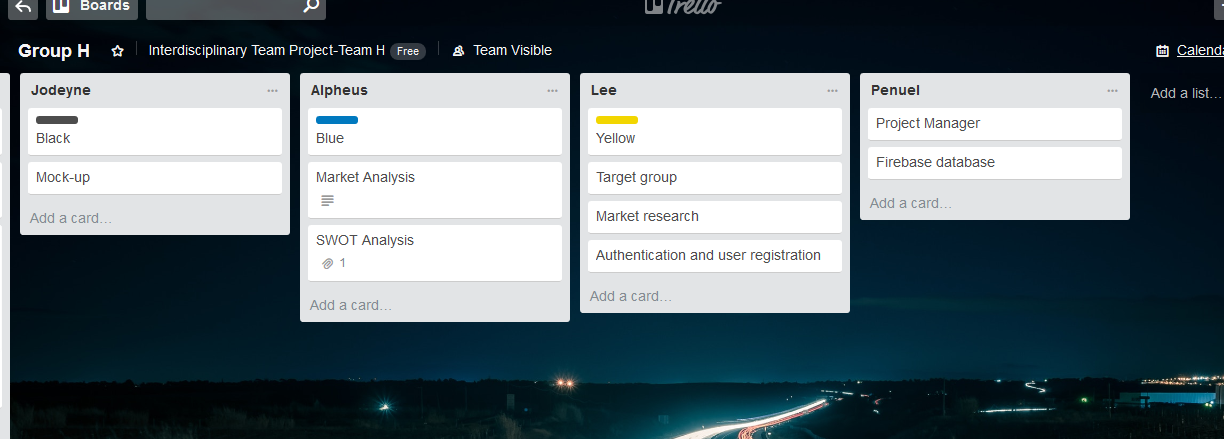 Boards
Trello
Group H
Interdisciplinary Team Project-Team H
Free
Team Visible
Calenda
Jodeyne
Black
Mock-up
Add a card…
Alpheus
Blue
Market Analysis
SWOT Analysis
1
Add a card…
Lee
Yellow
Target group
Market research
Authentication and user registration
Add a card…
Penuel
Project Manager
Firebase database
Add a card…
Add a list…